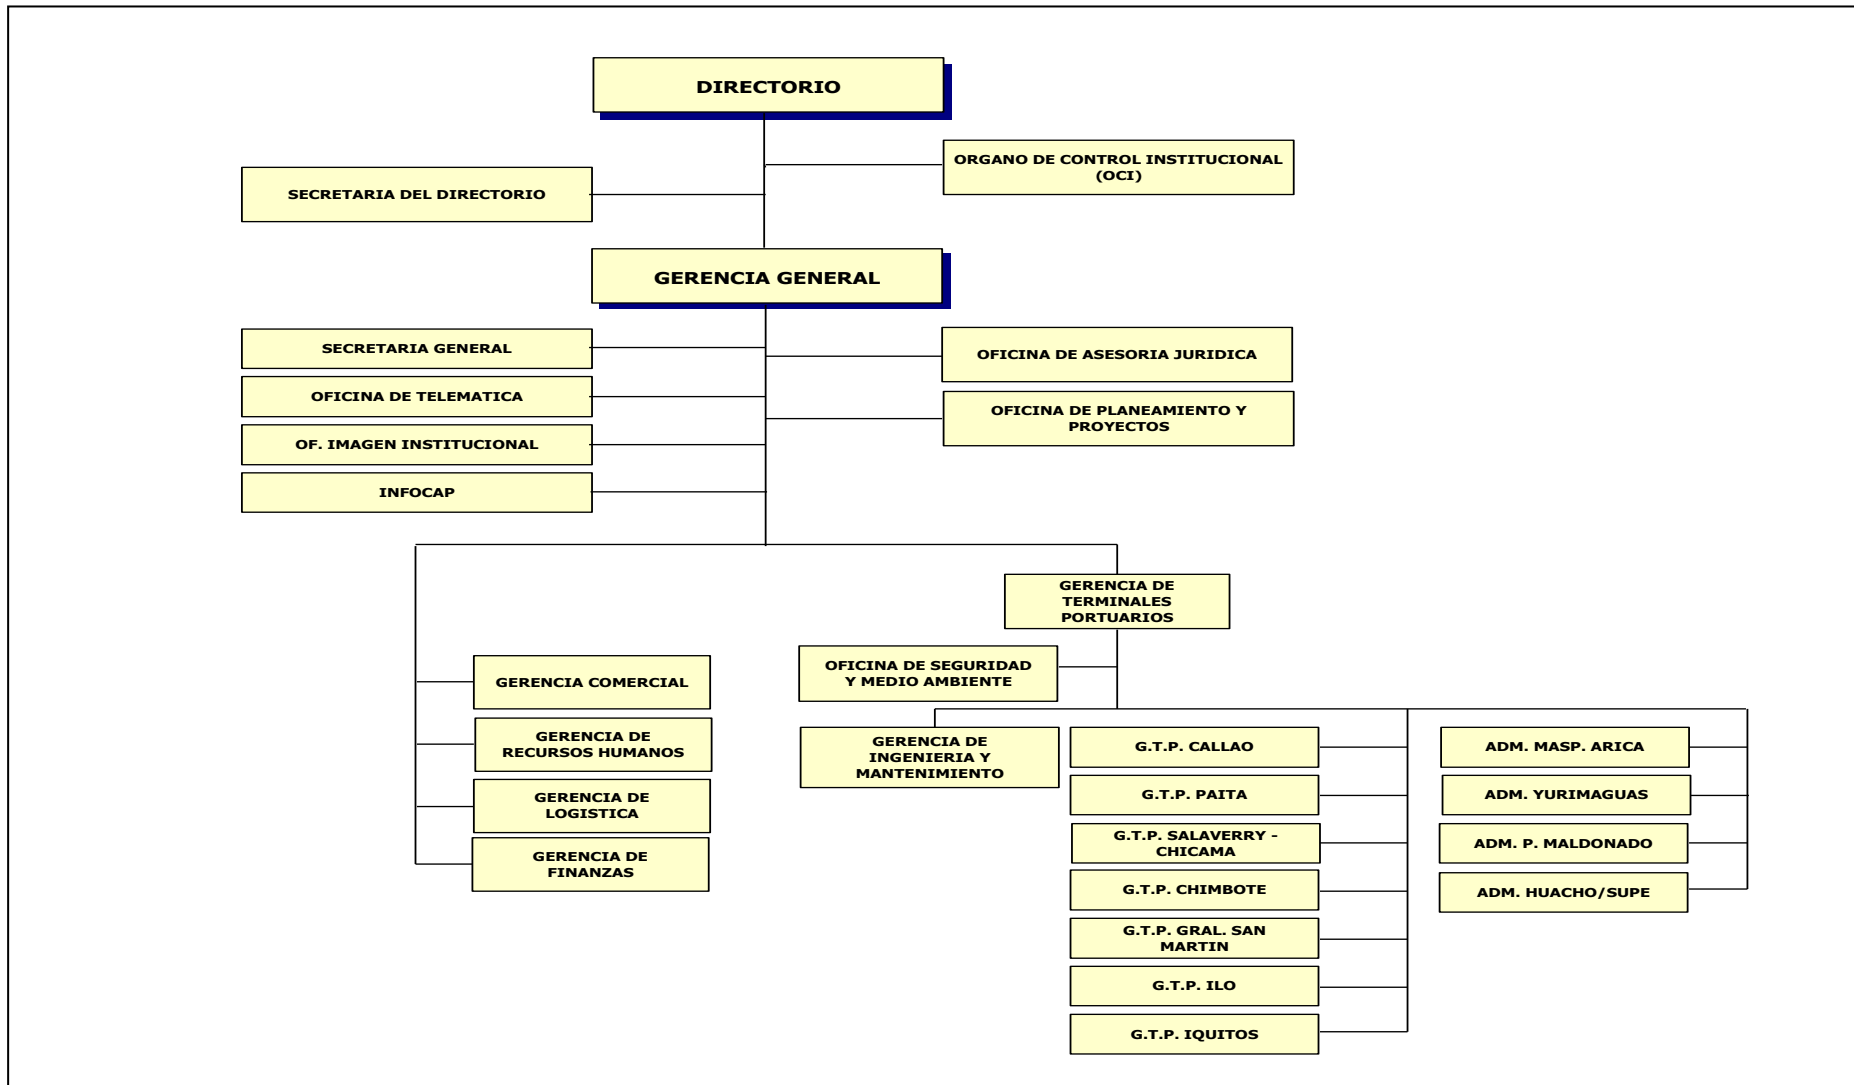 DIRECTORIO
ORGANO DE CONTROL INSTITUCIONAL
(OCI)
SECRETARIA DEL DIRECTORIO
GERENCIA GENERAL
SECRETARIA GENERAL
OFICINA DE ASESORIA JURIDICA
OFICINA DE TELEMATICA
OFICINA DE PLANEAMIENTO Y
PROYECTOS
OF. IMAGEN INSTITUCIONAL
INFOCAP
GERENCIA DE
TERMINALES
PORTUARIOS
OFICINA DE SEGURIDAD
Y MEDIO AMBIENTE
GERENCIA COMERCIAL
GERENCIA DE
RECURSOS HUMANOS
GERENCIA DE
LOGISTICA
GERENCIA DE
FINANZAS
GERENCIA DE
INGENIERIA Y
MANTENIMIENTO
G.T.P. CALLAO
G.T.P. PAITA
G.T.P. SALAVERRY -
CHICAMA
G.T.P. CHIMBOTE
G.T.P. GRAL. SAN
MARTIN
G.T.P. ILO
G.T.P. IQUITOS
ADM. MASP. ARICA
ADM. YURIMAGUAS
ADM. P. MALDONADO
ADM. HUACHO/SUPE